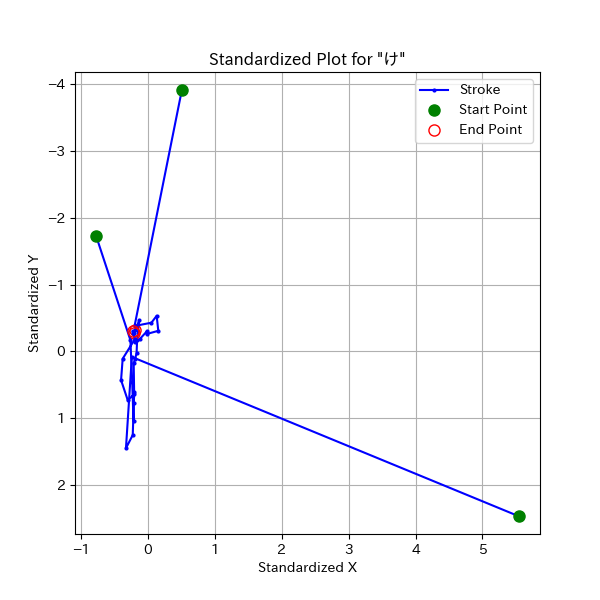 Standardized Plot for "け"
Stroke
Start Point
End Point
−4
−3
−2
−1
0
1
2
Standardized Y
−1 0 1 2 3 4 5
Standardized X